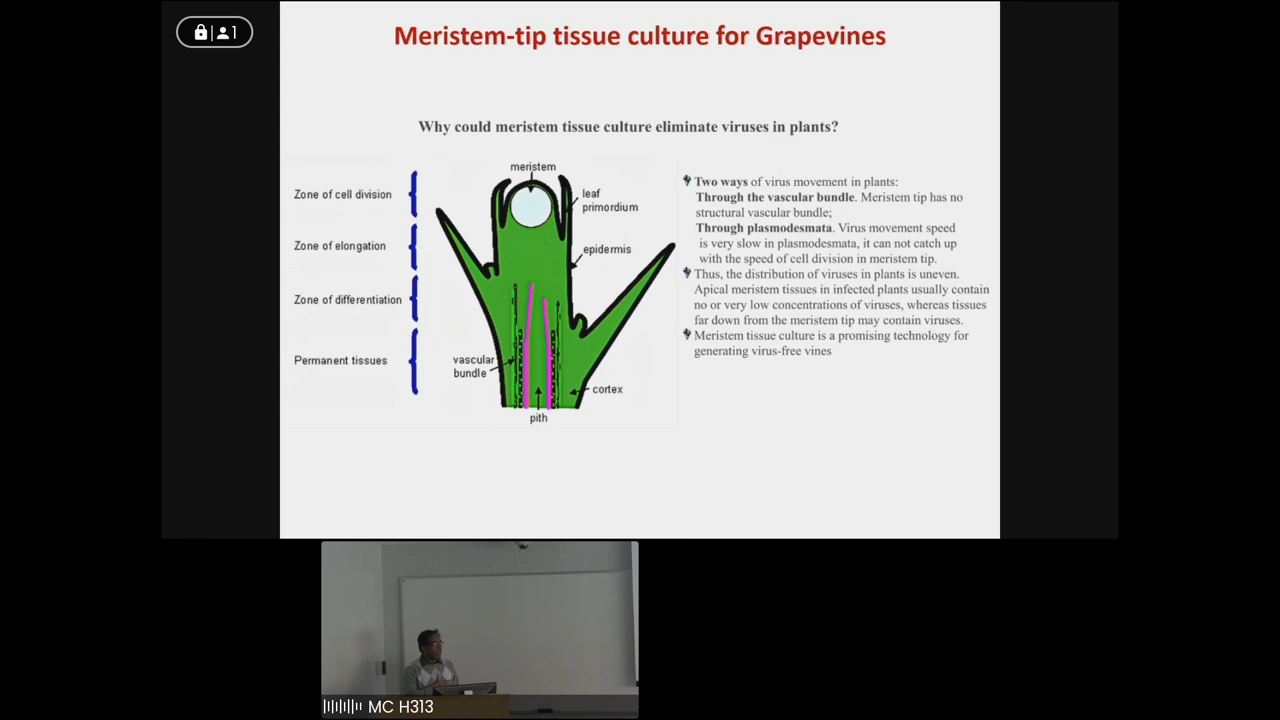 1
Meristem-tip tissue culture for Grapevines
Why could meristem tissue culture eliminate viruses in plants?
meristem
Zone of cell division
leaf
primordium
Zone of elongation
epidermis
Zone of differentiation
Permanent tissues
vascular
bundle
cortex
pith
Two ways of virus movement in plants:
Through the vascular bundle. Meristem tip has no
structural vascular bundle;
Through plasmodesmata. Virus movement speed
is very slow in plasmodesmata, it can not catch up
with the speed of cell division in meristem tip.
Thus, the distribution of viruses in plants is uneven.
Apical meristem tissues in infected plants usually contain
no or very low concentrations of viruses, whereas tissues
far down from the meristem tip may contain viruses.
Meristem tissue culture is a promising technology for
generating virus-free vines
MC H313